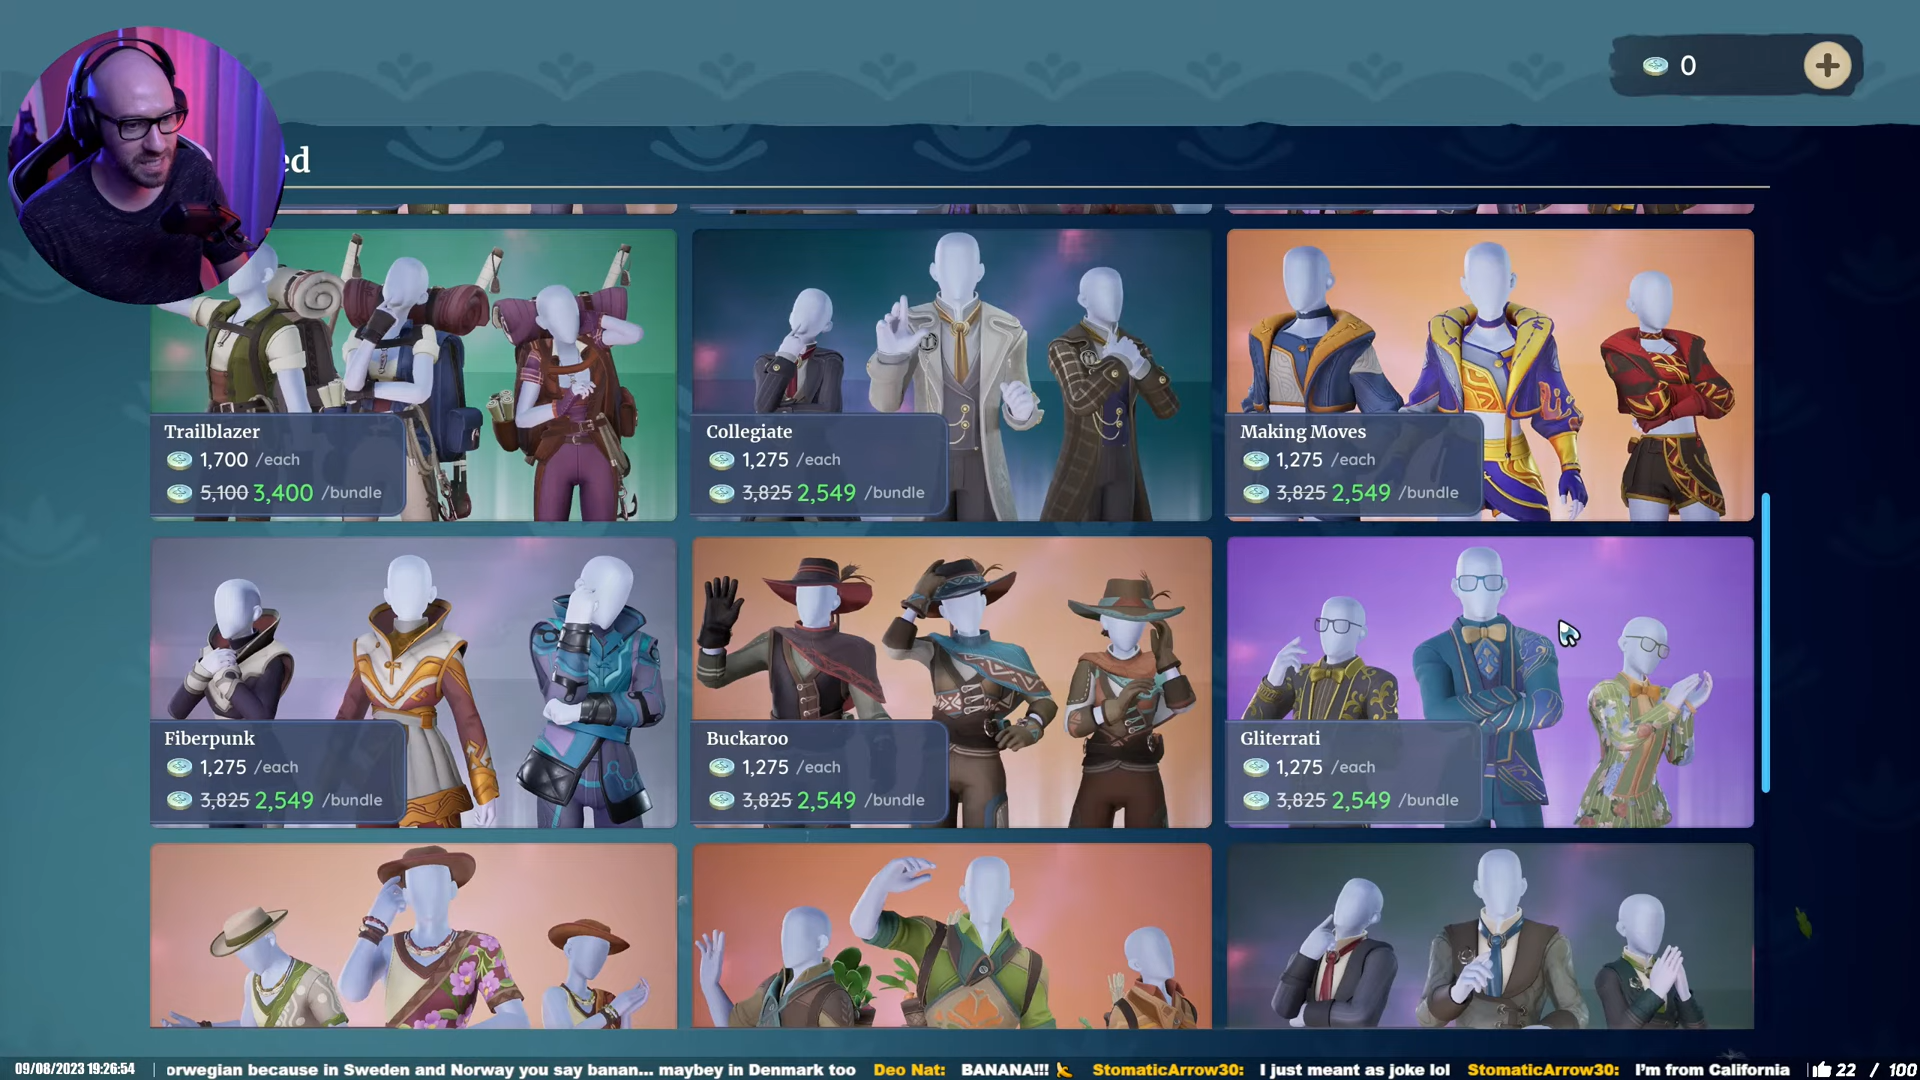 0
ed
Trailblazer
1,700 /each
5,100 3,400 /bundle
Collegiate
1,275 /each
3,825 2,549 /bundle
Making Moves
1,275 /each
3,825 2,549 /bundle
Fiberpunk
1,275 /each
3,825 2,549 /bundle
Buckaroo
1,275 /each
3,825 2,549 /bundle
Gliterrati
1,275 /each
3,825 2,549 /bundle
09/08/2023 19:26:54 orwegian because in Sweden and Norway you say banan... maybey in Denmark too Deo Nat: BANANA!!! StomaticArrow30: I just meant as joke lol StomaticArrow30: I'm from California 22 / 100